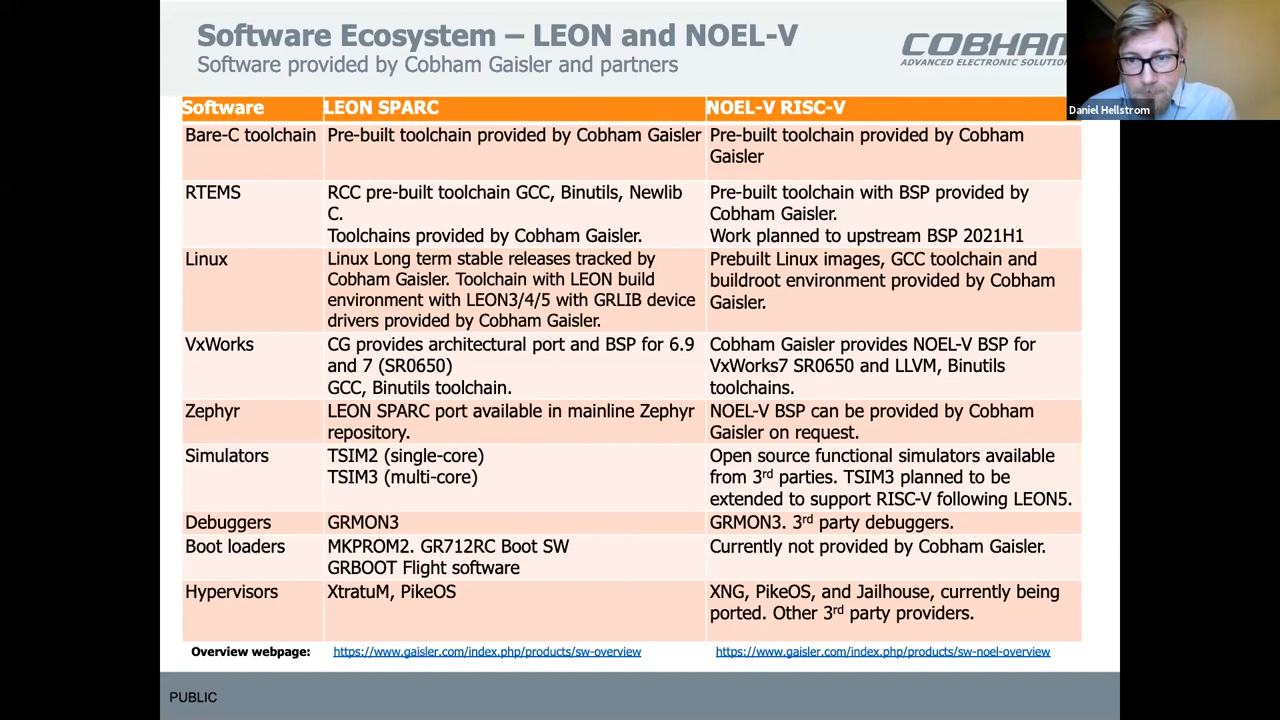 Software Ecosystem – LEON and NOEL-V
Software provided by Cobham Gaisler and partners
COBHAM
ADVANCED ELECTRONIC SOLUTION
Daniel Hellstrom
Software LEON SPARC NOEL-V RISC-V
Bare-C toolchain Pre-built toolchain provided by Cobham Gaisler Pre-built toolchain provided by Cobham
Gaisler
RTEMS RCC pre-built toolchain GCC, Binutils, Newlib Pre-built toolchain with BSP provided by
C. Cobham Gaisler.
Toolchains provided by Cobham Gaisler. Work planned to upstream BSP 2021H1
Linux Linux Long term stable releases tracked by Prebuilt Linux images, GCC toolchain and
Cobham Gaisler. Toolchain with LEON build buildroot environment provided by Cobham
environment with LEON3/4/5 with GRLIB device Gaisler.
drivers provided by Cobham Gaisler.
VxWorks CG provides architectural port and BSP for 6.9 Cobham Gaisler provides NOEL-V BSP for
and 7 (SR0650) VxWorks7 SR0650 and LLVM, Binutils
GCC, Binutils toolchain. toolchains.
Zephyr LEON SPARC port available in mainline Zephyr NOEL-V BSP can be provided by Cobham
repository. Gaisler on request.
Simulators TSIM2 (single-core) Open source functional simulators available
TSIM3 (multi-core) from 3rd parties. TSIM3 planned to be
extended to support RISC-V following LEON5.
Debuggers GRMON3 GRMON3. 3rd party debuggers.
Boot loaders MKPROM2. GR712RC Boot SW Currently not provided by Cobham Gaisler.
GRBOOT Flight software
Hypervisors XtratuM, PikeOS XNG, PikeOS, and Jailhouse, currently being
ported. Other 3rd party providers.
Overview webpage: https://www.gaisler.com/index.php/products/sw-overview https://www.gaisler.com/index.php/products/sw-noel-overview
PUBLIC